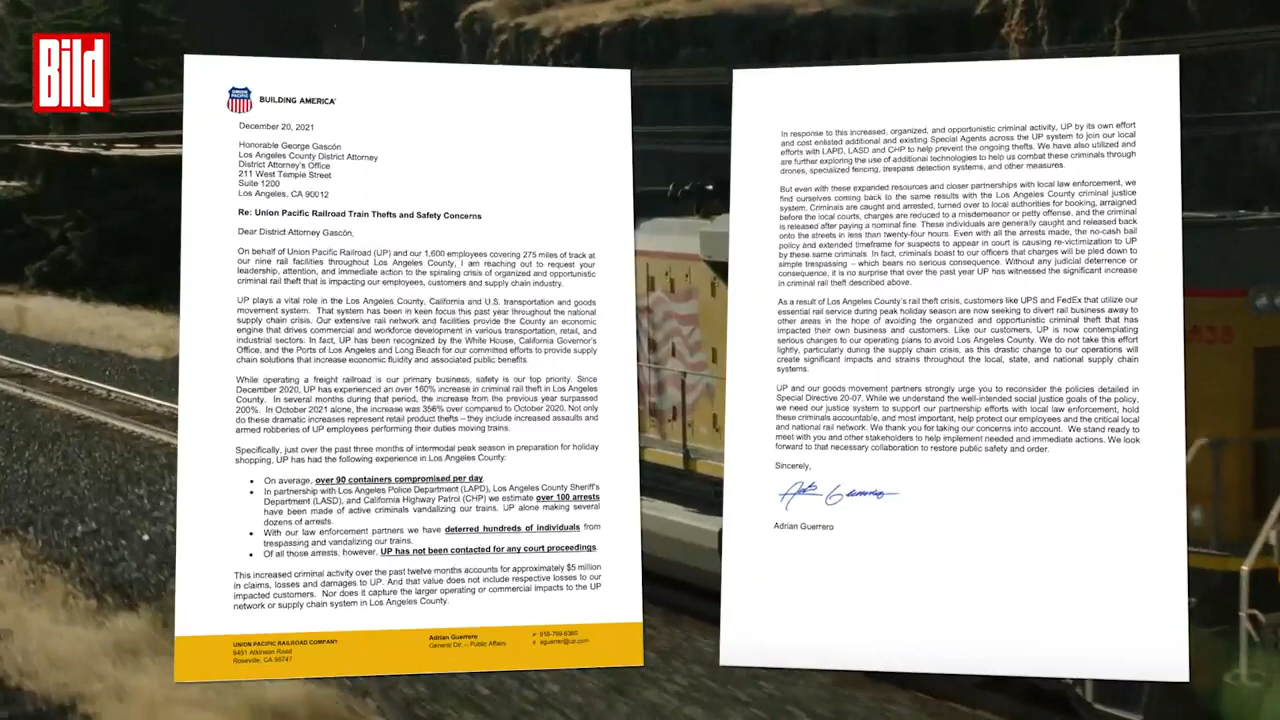 Bild
UNION
PACIFIC
BUILDING AMERICA®
December 20, 2021
Honorable George Gascón
Los Angeles County District Attorney
District Attorney's Office
211 West Temple Street
Suite 1200
Los Angeles, CA 90012
Re: Union Pacific Railroad Train Thefts and Safety Concerns
Dear District Attorney Gascón,
On behalf of Union Pacific Railroad (UP) and our 1,600 employees covering 275 miles of track at
our nine rail facilities throughout Los Angeles County, I am reaching out to request your
leadership, attention, and immediate action to the spiraling crisis of organized and opportunistic
criminal rail theft that is impacting our employees, customers and supply chain industry.
UP plays a vital role in the Los Angeles County, California and U.S. transportation and goods
movement system. That system has been in keen focus this past year throughout the national
supply chain crisis. Our extensive rail network and facilities provide the County an economic
engine that drives commercial and workforce development in various transportation, retail, and
industrial sectors. In fact, UP has been recognized by the White House, California Governor's
Office, and the Ports of Los Angeles and Long Beach for our committed efforts to provide supply
chain solutions that increase economic fluidity and associated public benefits.
While operating a freight railroad is our primary business, safety is our top priority. Since
December 2020, UP has experienced an over 160% increase in criminal rail theft in Los Angeles
County. In several months during that period, the increase from the previous year surpassed
200%. In October 2021 alone, the increase was 356% over compared to October 2020. Not only
do these dramatic increases represent retail product thefts – they include increased assaults and
armed robberies of UP employees performing their duties moving trains.
Specifically, just over the past three months of intermodal peak season in preparation for holiday
shopping, UP has had the following experience in Los Angeles County:
• On average, over 90 containers compromised per day.
• In partnership with Los Angeles Police Department (LAPD), Los Angeles County Sheriff's
Department (LASD), and California Highway Patrol (CHP) we estimate over 100 arrests
have been made of active criminals vandalizing our trains. UP alone making several
dozens of arrests.
• With our law enforcement partners we have deterred hundreds of individuals from
trespassing and vandalizing our trains.
• Of all those arrests, however, UP has not been contacted for any court proceedings.
This increased criminal activity over the past twelve months accounts for approximately $5 million
in claims, losses and damages to UP. And that value does not include respective losses to our
impacted customers. Nor does it capture the larger operating or commercial impacts to the UP
network or supply chain system in Los Angeles County.
UNION PACIFIC RAILROAD COMPANY
9451 Atkinson Road
Roseville, CA 95747
Adrian Guerrero
General Dir. – Public Affairs
P 916-789-6360
E aguerrer@up.com
In response to this increased, organized, and opportunistic criminal activity, UP by its own effort
and cost enlisted additional and existing Special Agents across the UP system to join our local
efforts with LAPD, LASD and CHP to help prevent the ongoing thefts. We have also utilized and
are further exploring the use of additional technologies to help us combat these criminals through
drones, specialized fencing, trespass detection systems, and other measures.
But even with these expanded resources and closer partnerships with local law enforcement, we
find ourselves coming back to the same results with the Los Angeles County criminal justice
system. Criminals are caught and arrested, turned over to local authorities for booking, arraigned
before the local courts, charges are reduced to a misdemeanor or petty offense, and the criminal
is released after paying a nominal fine. These individuals are generally caught and released back
onto the streets in less than twenty-four hours. Even with all the arrests made, the no-cash bail
policy and extended timeframe for suspects to appear in court is causing re-victimization to UP
by these same criminals. In fact, criminals boast to our officers that charges will be pled down to
simple trespassing – which bears no serious consequence. Without any judicial deterrence or
consequence, it is no surprise that over the past year UP has witnessed the significant increase
in criminal rail theft described above.
As a result of Los Angeles County's rail theft crisis, customers like UPS and FedEx that utilize our
essential rail service during peak holiday season are now seeking to divert rail business away to
other areas in the hope of avoiding the organized and opportunistic criminal theft that has
impacted their own business and customers. Like our customers, UP is now contemplating
serious changes to our operating plans to avoid Los Angeles County. We do not take this effort
lightly, particularly during the supply chain crisis, as this drastic change to our operations will
create significant impacts and strains throughout the local, state, and national supply chain
systems.
UP and our goods movement partners strongly urge you to reconsider the policies detailed in
Special Directive 20-07. While we understand the well-intended social justice goals of the policy,
we need our justice system to support our partnership efforts with local law enforcement, hold
these criminals accountable, and most important, help protect our employees and the critical local
and national rail network. We thank you for taking our concerns into account. We stand ready to
meet with you and other stakeholders to help implement needed and immediate actions. We look
forward to that necessary collaboration to restore public safety and order.
Sincerely,
Adrian Guerrero